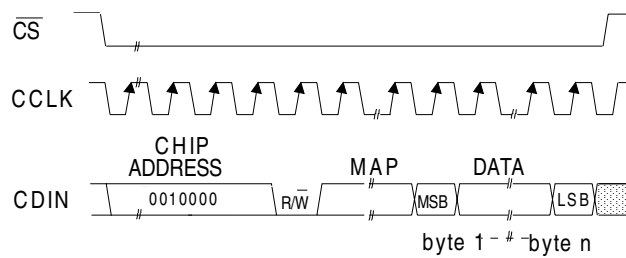 CS
CCLK
CHIP
ADDRESS
MAP
DATA
CDIN
0010000
R/W
MSB
LSB
byte 1
byte n